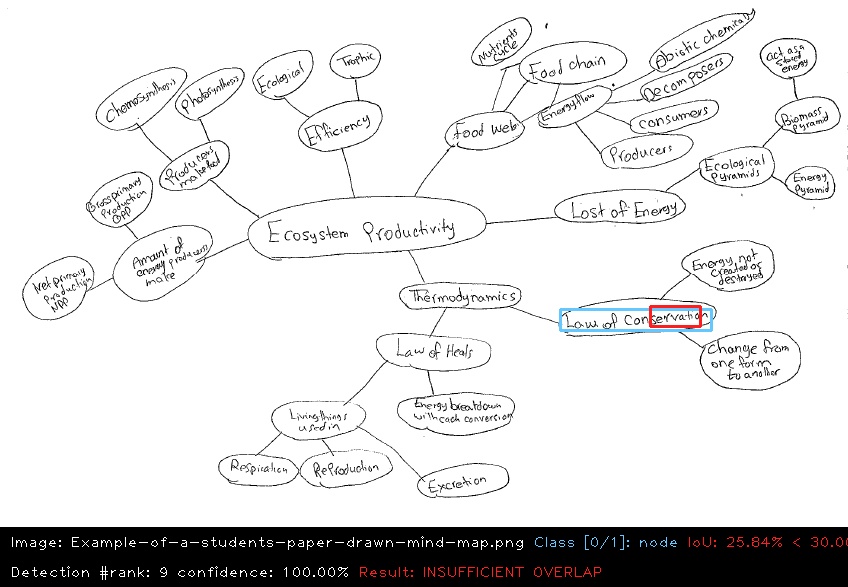 Nutrients
cycle
Food chain
Abiotic chemicals
Decomposers
Energy flow
consumers
Producers
Food web
act as a
stored
energy
Biomass
Pyramid
Ecological
Pyramids
Energy
Pyramid
Lost of Energy
Trophic
Ecological
Efficiency
Chemosynthesis
Photosynthesis
Producers
make food
Ecosystem Productivity
Gross primary
Production
GPP
Amount of
energy producers
make
Net primary
Production
NPP
Thermodynamics
Law of conservation
Energy, not
created or
destroyed
Change from
one form
to another
Law of Heals
Energy breakdown
with each conversion
Living things
used in
Respiration
Reproduction
Excretion
Image: Example-of-a-students-paper-drawn-mind-map.png Class [0/1]: node IoU: 25.84% < 30.00
Detection #rank: 9 confidence: 100.00% Result: INSUFFICIENT OVERLAP